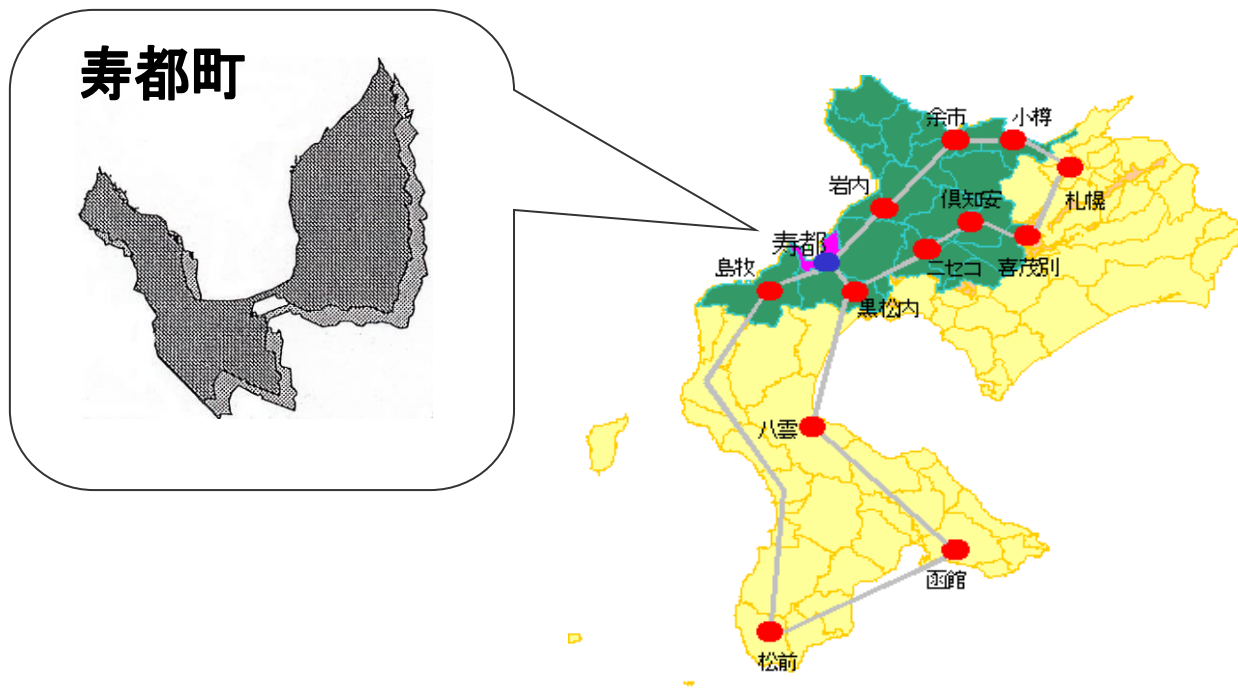 寿都町
余市
小樽
岩内
倶知安
札幌
寿都
島牧
ニセコ
喜茂別
黒松内
八雲
函館
松前